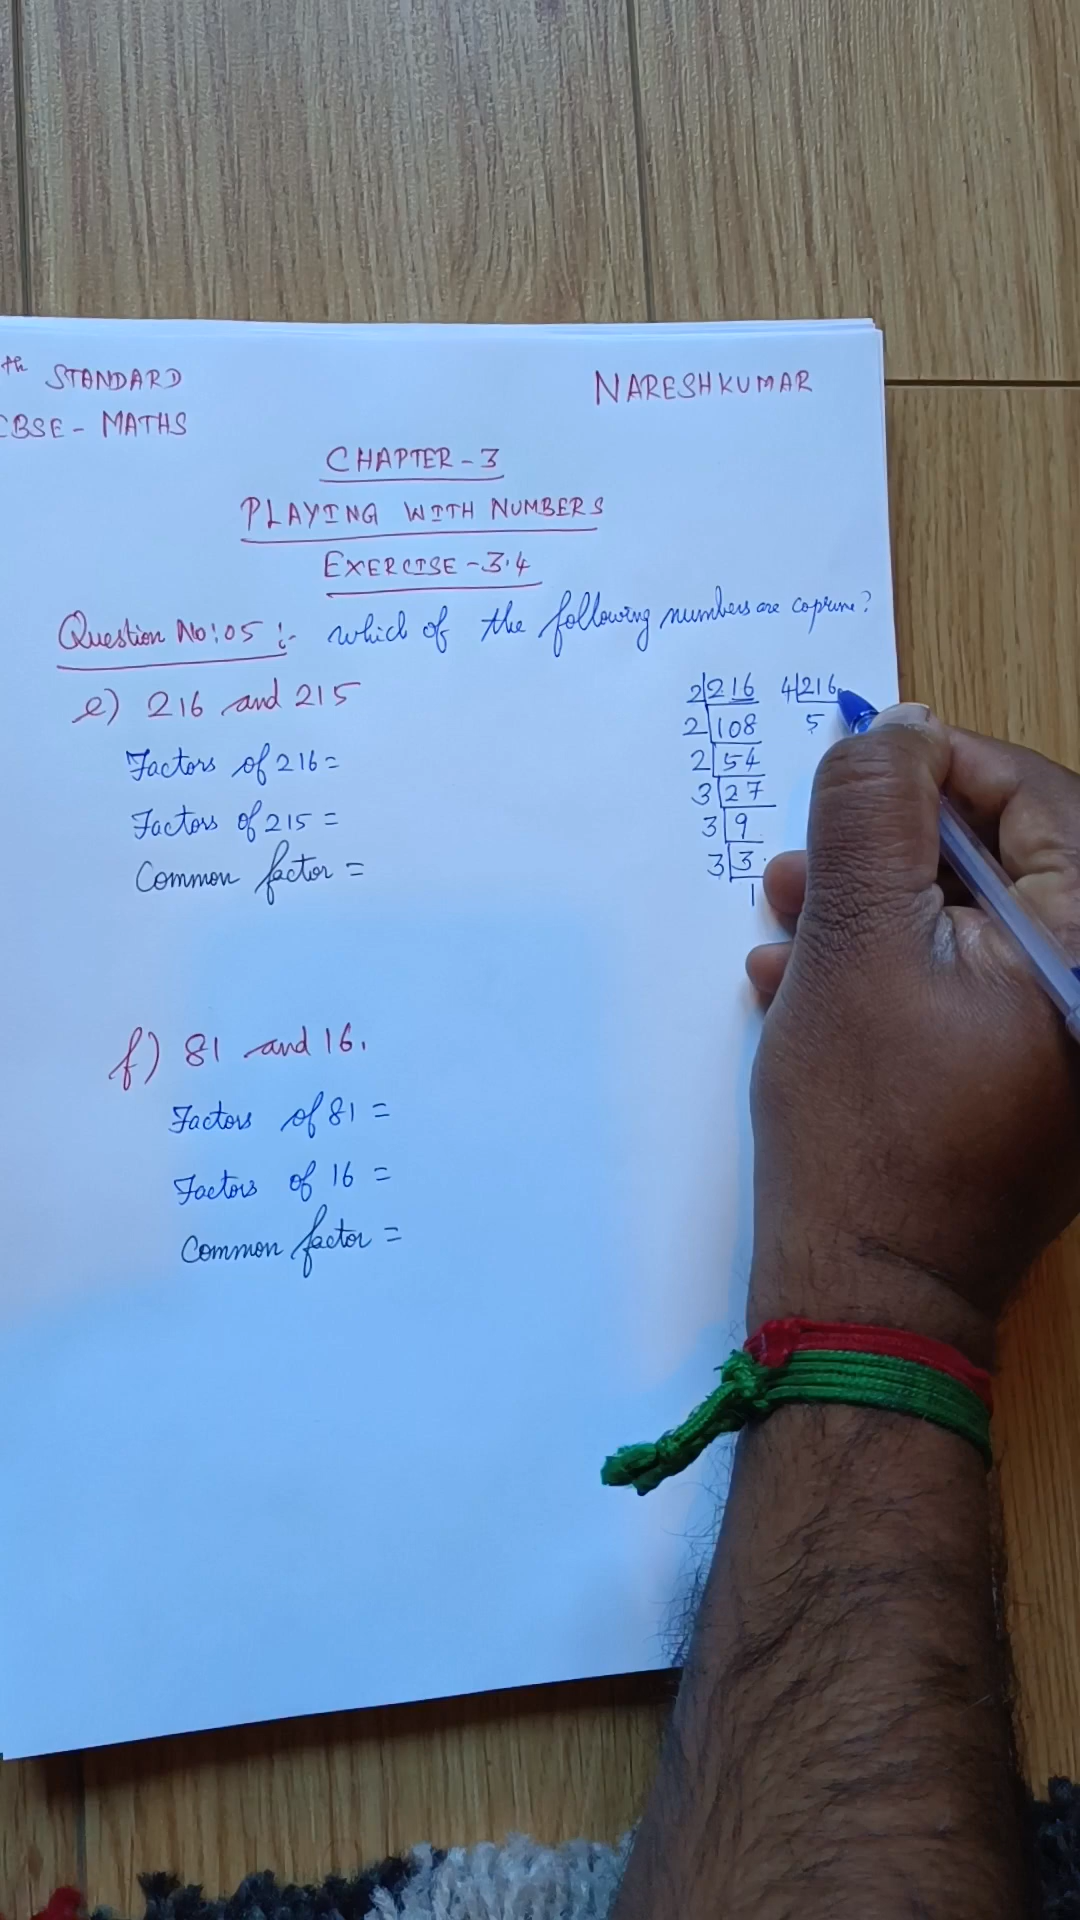 th STANDARD
CBSE - MATHS
NARESHKUMAR
CHAPTER - 3
PLAYING WITH NUMBERS
EXERCISE - 3.4
Question No: 05 :- which of the following numbers are coprime?
e) 216 and 215
Factors of 216 =
Factors of 215 =
Common factor =
2 216
2 108
2 54
3 27
3 9
3 3
1
4 216
5
f) 81 and 16.
Factors of 81 =
Factors of 16 =
Common factor =